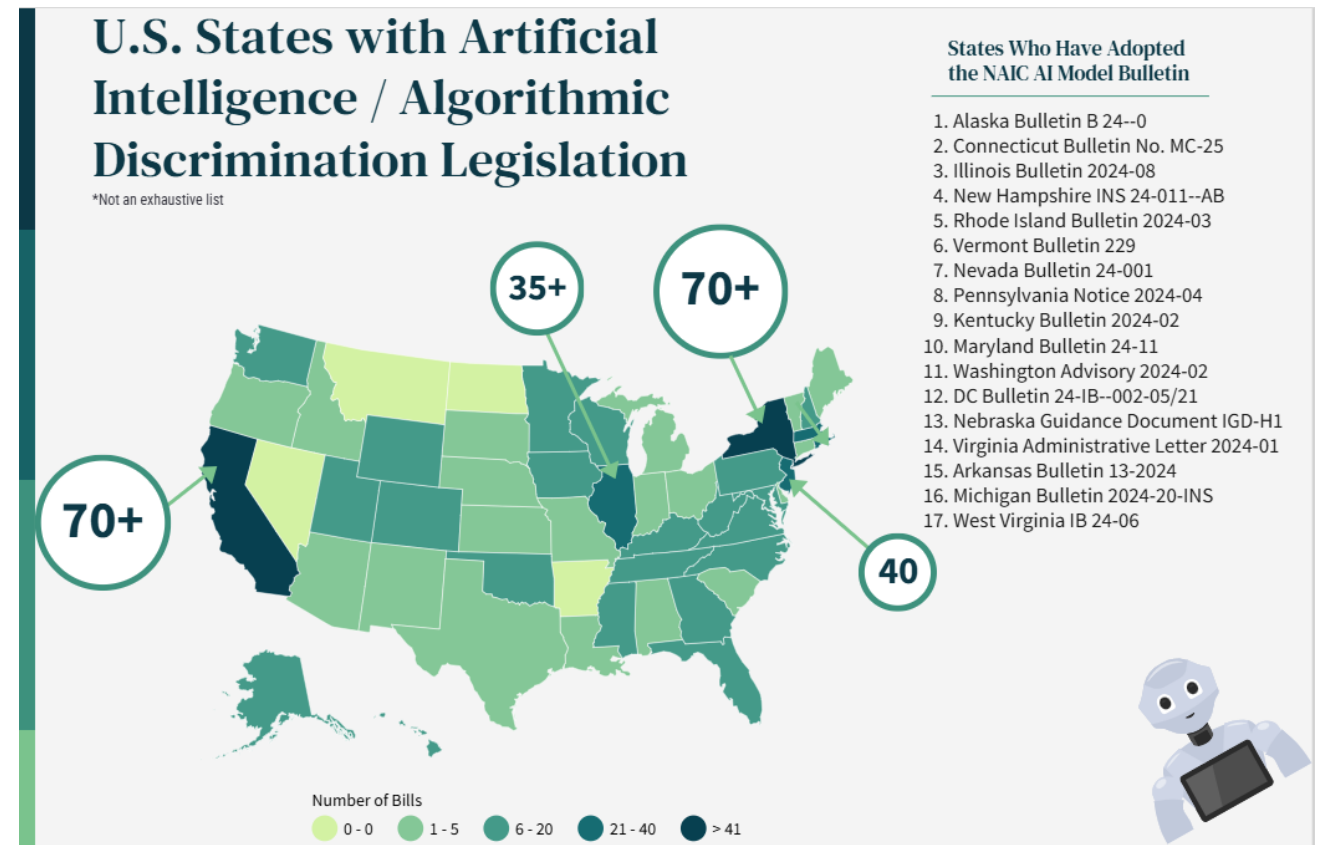 U.S. States with Artificial
Intelligence / Algorithmic
Discrimination Legislation
*Not an exhaustive list
States Who Have Adopted
the NAIC AI Model Bulletin
1. Alaska Bulletin B 24--0
2. Connecticut Bulletin No. MC-25
3. Illinois Bulletin 2024-08
4. New Hampshire INS 24-011--AB
5. Rhode Island Bulletin 2024-03
6. Vermont Bulletin 229
7. Nevada Bulletin 24-001
8. Pennsylvania Notice 2024-04
9. Kentucky Bulletin 2024-02
10. Maryland Bulletin 24-11
11. Washington Advisory 2024-02
12. DC Bulletin 24-IB--002-05/21
13. Nebraska Guidance Document IGD-H1
14. Virginia Administrative Letter 2024-01
15. Arkansas Bulletin 13-2024
16. Michigan Bulletin 2024-20-INS
17. West Virginia IB 24-06
35+
70+
70+
40
Number of Bills
0 - 0
1 - 5
6 - 20
21 - 40
> 41